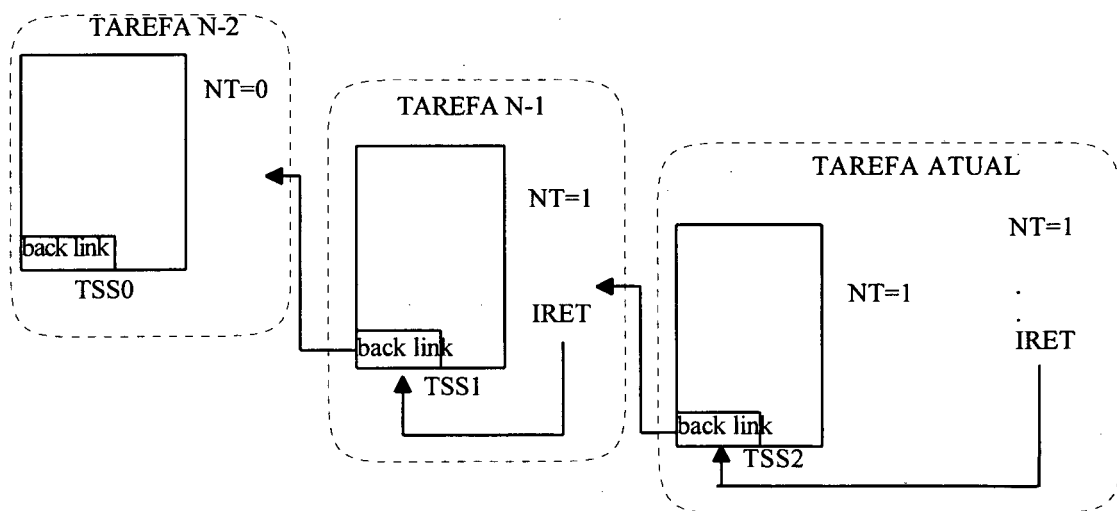 TAREFA N-2
NT=0
back link
TSS0
TAREFA N-1
NT=1
IRET
back link
TSS1
TAREFA ATUAL
NT=1
NT=1
.
.
IRET
back link
TSS2